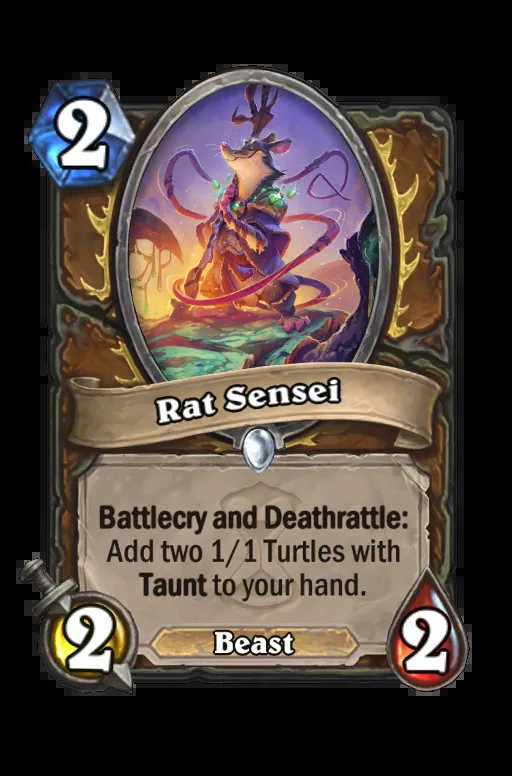 2
Rat Sensei
Battlecry and Deathrattle:
Add two 1/1 Turtles with
Taunt to your hand.
2
Beast
2